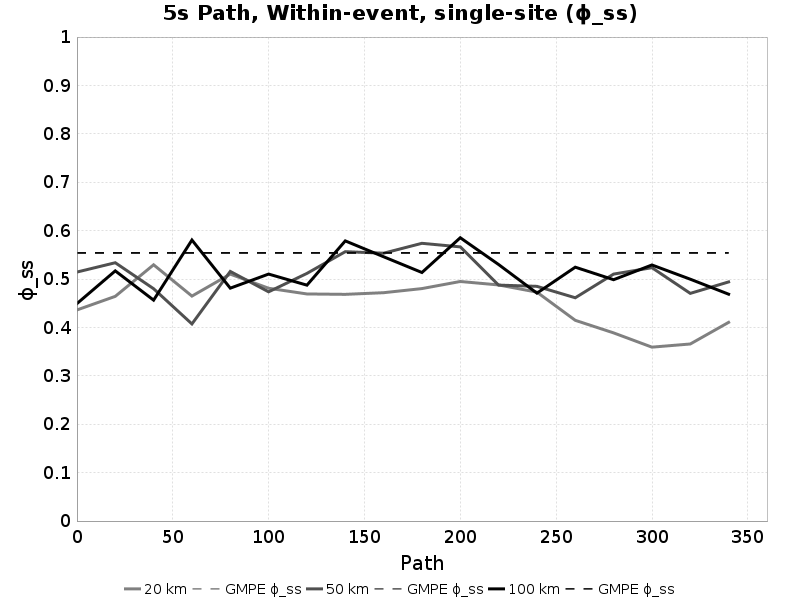 5s Path, Within-event, single-site (ϕ_ss)
1
0.9
0.8
0.7
0.6
0.5
0.4
0.3
0.2
0.1
0
ϕ_ss
0 50 100 150 200 250 300 350
Path
20 km GMPE ϕ_ss 50 km GMPE ϕ_ss 100 km GMPE ϕ_ss